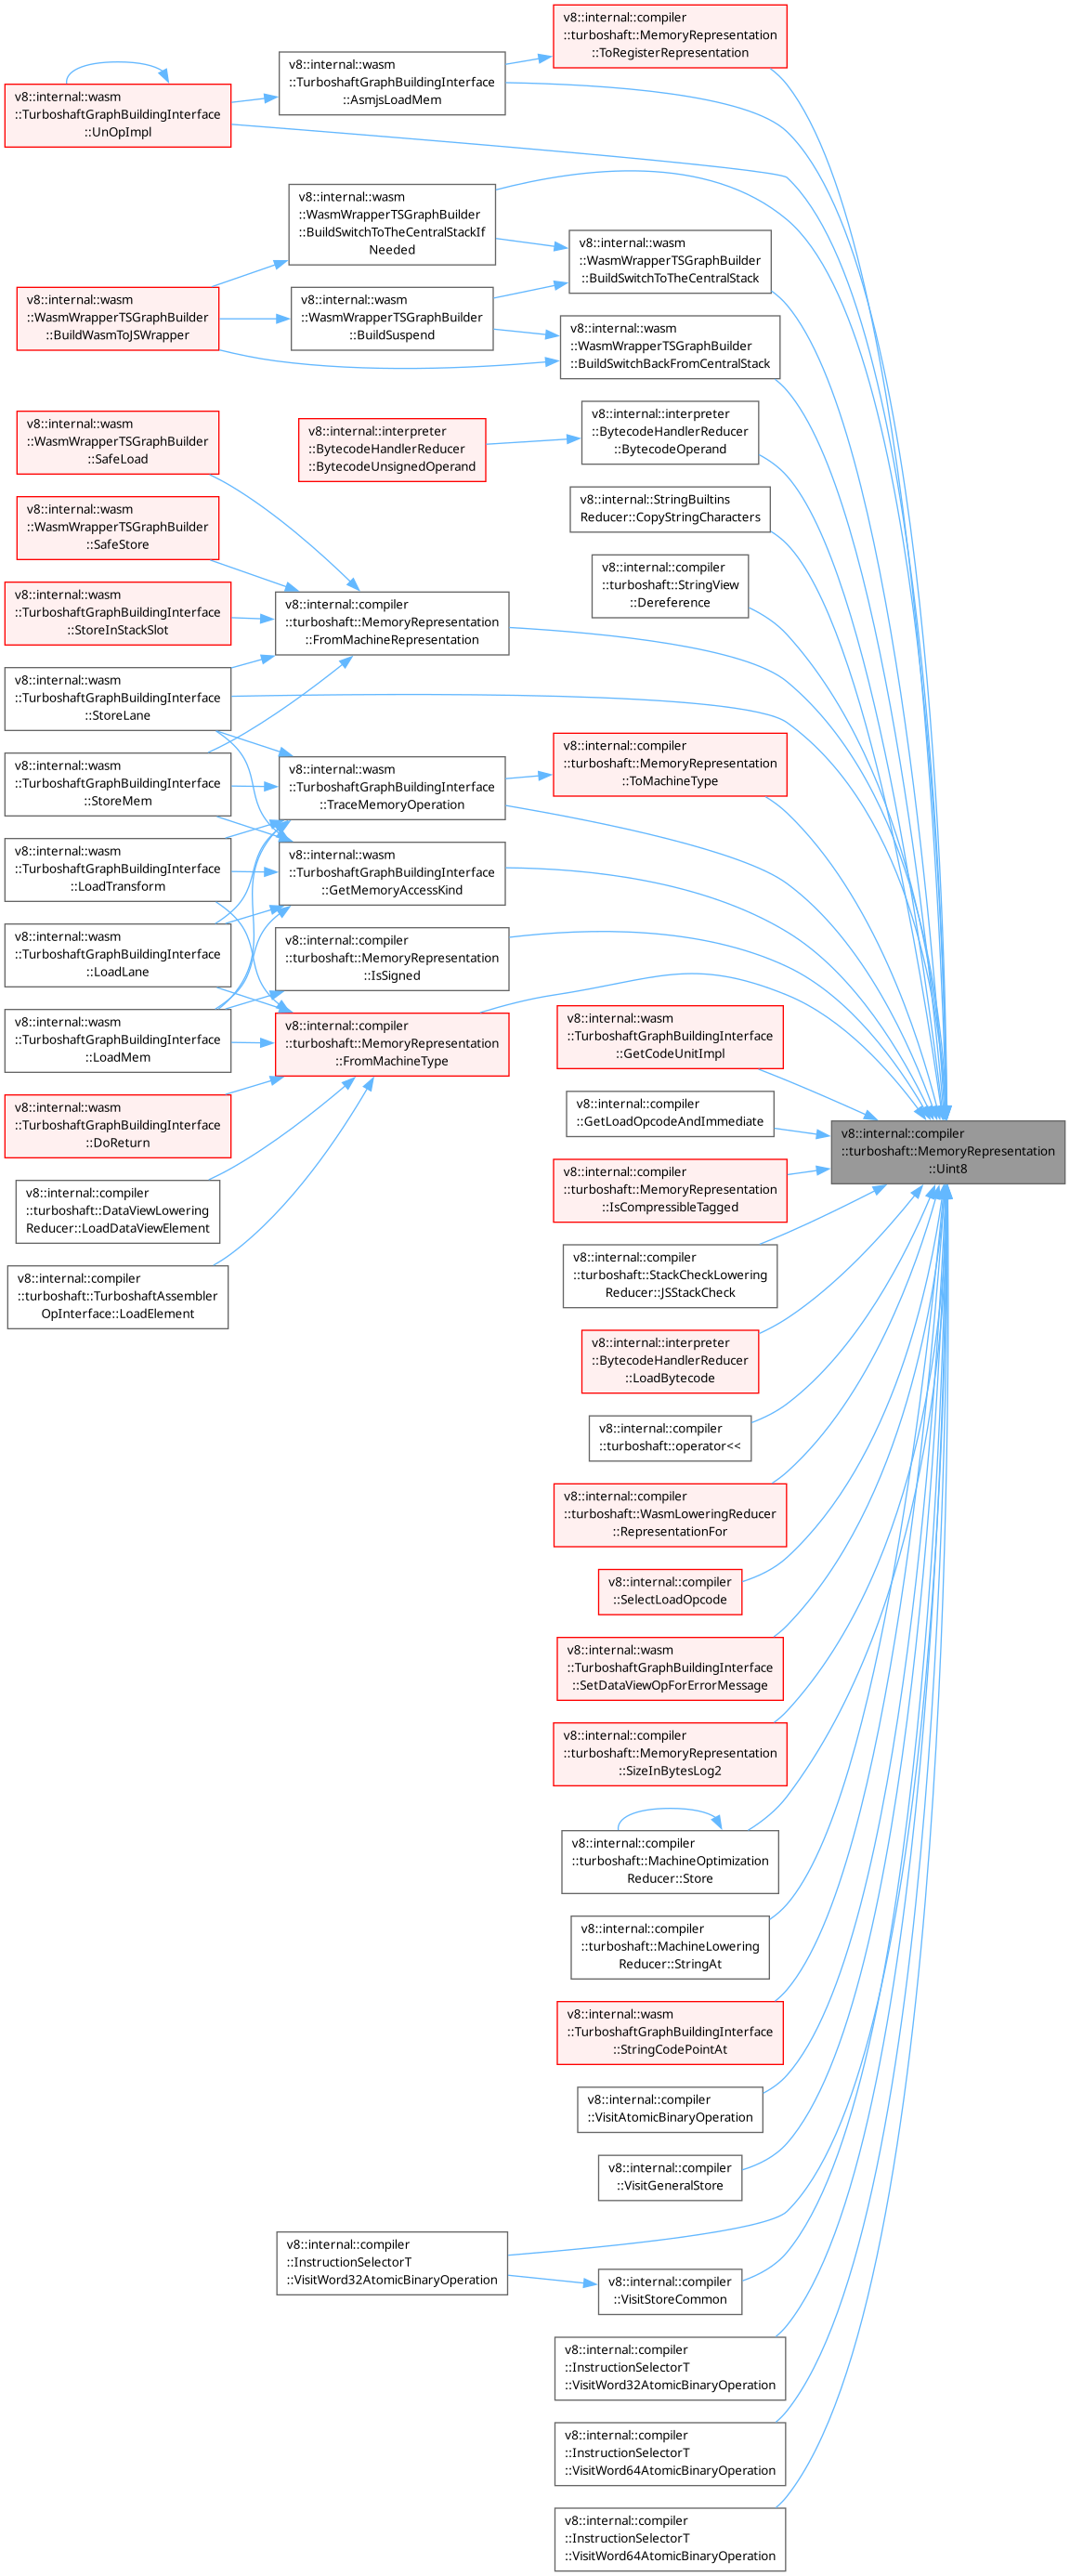 v8::internal::compiler
::turboshaft::MemoryRepresentation
::ToRegisterRepresentation
v8::internal::wasm
::TurboshaftGraphBuildingInterface
::AsmjsLoadMem
v8::internal::wasm
::TurboshaftGraphBuildingInterface
::UnOpImpl
v8::internal::wasm
::WasmWrapperTSGraphBuilder
::BuildSwitchToTheCentralStackIf
Needed
v8::internal::wasm
::WasmWrapperTSGraphBuilder
::BuildSwitchToTheCentralStack
v8::internal::wasm
::WasmWrapperTSGraphBuilder
::BuildWasmToJSWrapper
v8::internal::wasm
::WasmWrapperTSGraphBuilder
::BuildSuspend
v8::internal::wasm
::WasmWrapperTSGraphBuilder
::BuildSwitchBackFromCentralStack
v8::internal::wasm
::WasmWrapperTSGraphBuilder
::SafeLoad
v8::internal::interpreter
::BytecodeHandlerReducer
::BytecodeUnsignedOperand
v8::internal::interpreter
::BytecodeHandlerReducer
::BytecodeOperand
v8::internal::StringBuiltins
Reducer::CopyStringCharacters
v8::internal::wasm
::WasmWrapperTSGraphBuilder
::SafeStore
v8::internal::compiler
::turboshaft::StringView
::Dereference
v8::internal::wasm
::TurboshaftGraphBuildingInterface
::StoreInStackSlot
v8::internal::compiler
::turboshaft::MemoryRepresentation
::FromMachineRepresentation
v8::internal::wasm
::TurboshaftGraphBuildingInterface
::StoreLane
v8::internal::wasm
::TurboshaftGraphBuildingInterface
::StoreMem
v8::internal::wasm
::TurboshaftGraphBuildingInterface
::TraceMemoryOperation
v8::internal::compiler
::turboshaft::MemoryRepresentation
::ToMachineType
v8::internal::wasm
::TurboshaftGraphBuildingInterface
::LoadTransform
v8::internal::wasm
::TurboshaftGraphBuildingInterface
::GetMemoryAccessKind
v8::internal::wasm
::TurboshaftGraphBuildingInterface
::LoadLane
v8::internal::compiler
::turboshaft::MemoryRepresentation
::IsSigned
v8::internal::wasm
::TurboshaftGraphBuildingInterface
::LoadMem
v8::internal::compiler
::turboshaft::MemoryRepresentation
::FromMachineType
v8::internal::wasm
::TurboshaftGraphBuildingInterface
::GetCodeUnitImpl
v8::internal::wasm
::TurboshaftGraphBuildingInterface
::DoReturn
v8::internal::compiler
::GetLoadOpcodeAndImmediate
v8::internal::compiler
::turboshaft::MemoryRepresentation
::Uint8
v8::internal::compiler
::turboshaft::DataViewLowering
Reducer::LoadDataViewElement
v8::internal::compiler
::turboshaft::MemoryRepresentation
::IsCompressibleTagged
v8::internal::compiler
::turboshaft::TurboshaftAssembler
OpInterface::LoadElement
v8::internal::compiler
::turboshaft::StackCheckLowering
Reducer::JSStackCheck
v8::internal::interpreter
::BytecodeHandlerReducer
::LoadBytecode
v8::internal::compiler
::turboshaft::operator<<
v8::internal::compiler
::turboshaft::WasmLoweringReducer
::RepresentationFor
v8::internal::compiler
::SelectLoadOpcode
v8::internal::wasm
::TurboshaftGraphBuildingInterface
::SetDataViewOpForErrorMessage
v8::internal::compiler
::turboshaft::MemoryRepresentation
::SizeInBytesLog2
v8::internal::compiler
::turboshaft::MachineOptimization
Reducer::Store
v8::internal::compiler
::turboshaft::MachineLowering
Reducer::StringAt
v8::internal::wasm
::TurboshaftGraphBuildingInterface
::StringCodePointAt
v8::internal::compiler
::VisitAtomicBinaryOperation
v8::internal::compiler
::VisitGeneralStore
v8::internal::compiler
::InstructionSelectorT
::VisitWord32AtomicBinaryOperation
v8::internal::compiler
::VisitStoreCommon
v8::internal::compiler
::InstructionSelectorT
::VisitWord32AtomicBinaryOperation
v8::internal::compiler
::InstructionSelectorT
::VisitWord64AtomicBinaryOperation
v8::internal::compiler
::InstructionSelectorT
::VisitWord64AtomicBinaryOperation